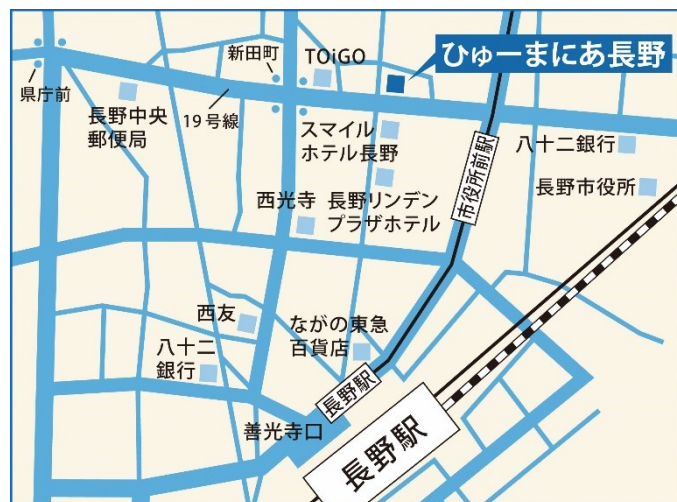 ひゅーまにあ長野
新田町
TOiGO
県庁前
長野中央
郵便局
19号線
スマイル
ホテル長野
八十二銀行
市役所前駅
長野市役所
西光寺
長野リンデン
プラザホテル
西友
ながの東急
百貨店
八十二
銀行
長野駅
善光寺口
長野駅